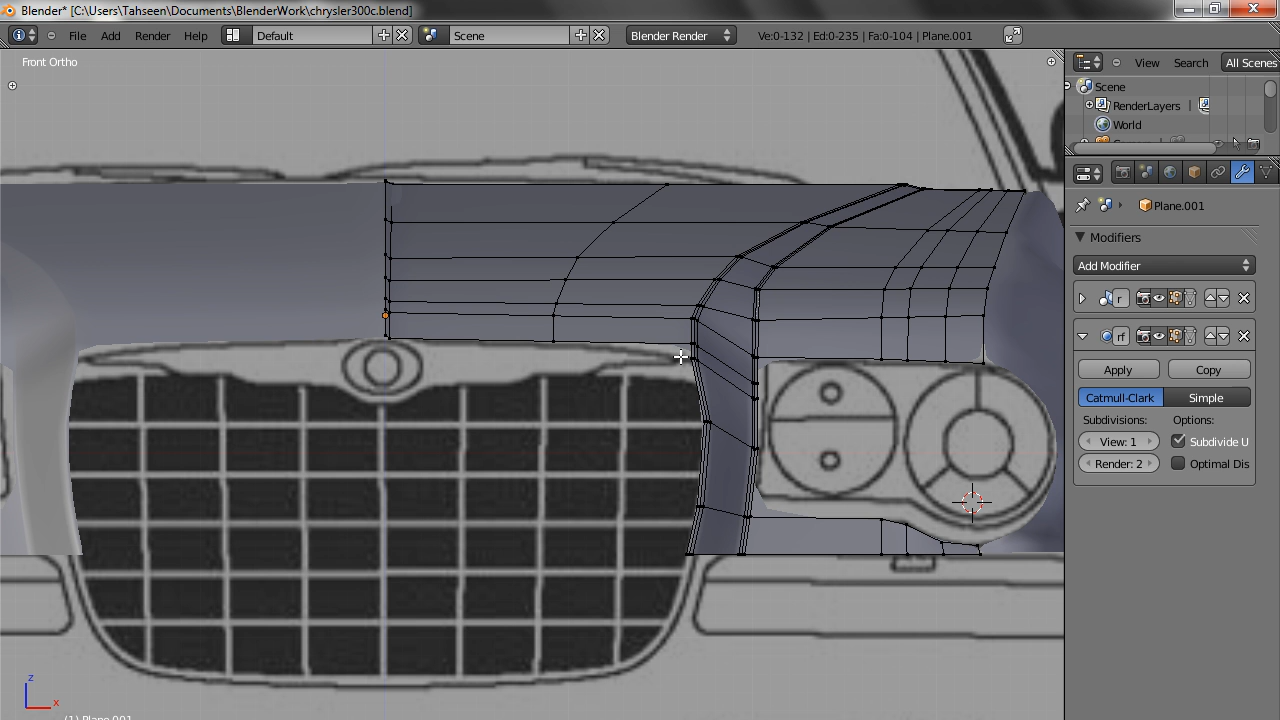 Blender* [C:\Users\Tahseen\Documents\BlenderWork\chrysler300c.blend]
File Add Render Help Default Scene Blender Render Ve:0-132 | Ed:0-235 | Fa:0-104 | Plane.001
Front Ortho
View Search All Scenes
Scene
RenderLayers |
World
Plane.001
Modifiers
Add Modifier
r
rf
Apply Copy
Catmull-Clark Simple
Subdivisions: Options:
View: 1 Subdivide U
Render: 2 Optimal Dis
z
x
(1) Plane.001